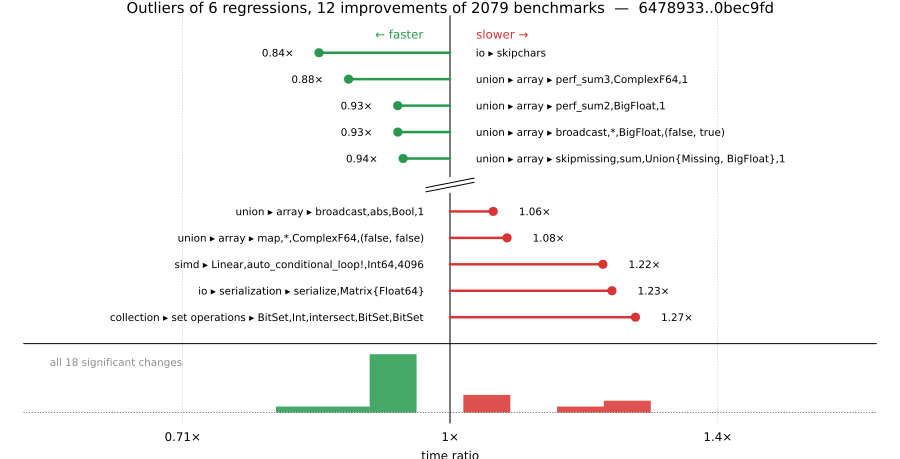 Outliers of 6 regressions, 12 improvements of 2079 benchmarks — 6478933..0bec9fd
← faster slower →
0.84× io ▸ skipchars
0.88× union ▸ array ▸ perf_sum3,ComplexF64,1
0.93× union ▸ array ▸ perf_sum2,BigFloat,1
0.93× union ▸ array ▸ broadcast,*,BigFloat,(false, true)
0.94× union ▸ array ▸ skipmissing,sum,Union{Missing, BigFloat},1
union ▸ array ▸ broadcast,abs,Bool,1 1.06×
union ▸ array ▸ map,*,ComplexF64,(false, false) 1.08×
simd ▸ Linear,auto_conditional_loop!,Int64,4096 1.22×
io ▸ serialization ▸ serialize,Matrix{Float64} 1.23×
collection ▸ set operations ▸ BitSet,Int,intersect,BitSet,BitSet 1.27×
all 18 significant changes
0.71× 1× 1.4×
time ratio